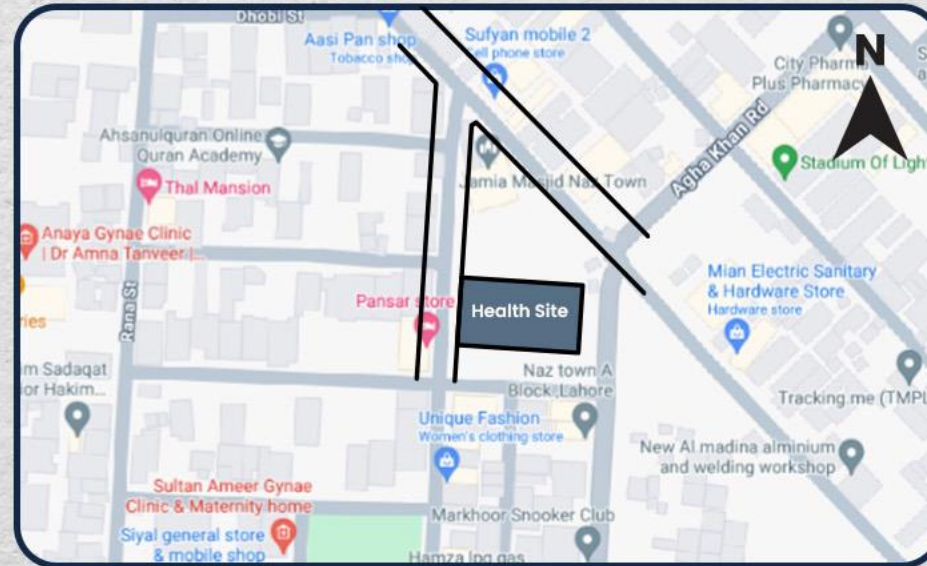 Dhobi St
Aasi Pan shop
Tobacco shop
Sufyan mobile 2
Cell phone store
City Pharma
Plus Pharmacy
N
Ahsanulquran Online
Quran Academy
Agha Khan Rd
Stadium Of Light
Thal Mansion
Jamia Masjid Naz Town
Anaya Gynae Clinic
| Dr Amna Tanveer |...
Mian Electric Sanitary
& Hardware Store
Hardware store
Pansar store
Health Site
Rana St
Naz town A
Block, Lahore
Sadaqat
Hakim...
Tracking.me (TMPL
Unique Fashion
Women's clothing store
New Al madina alminium
and welding workshop
Sultan Ameer Gynae
Clinic & Maternity home
Siyal general store
& mobile shop
Markhoor Snooker Club
Hamza lpg gas